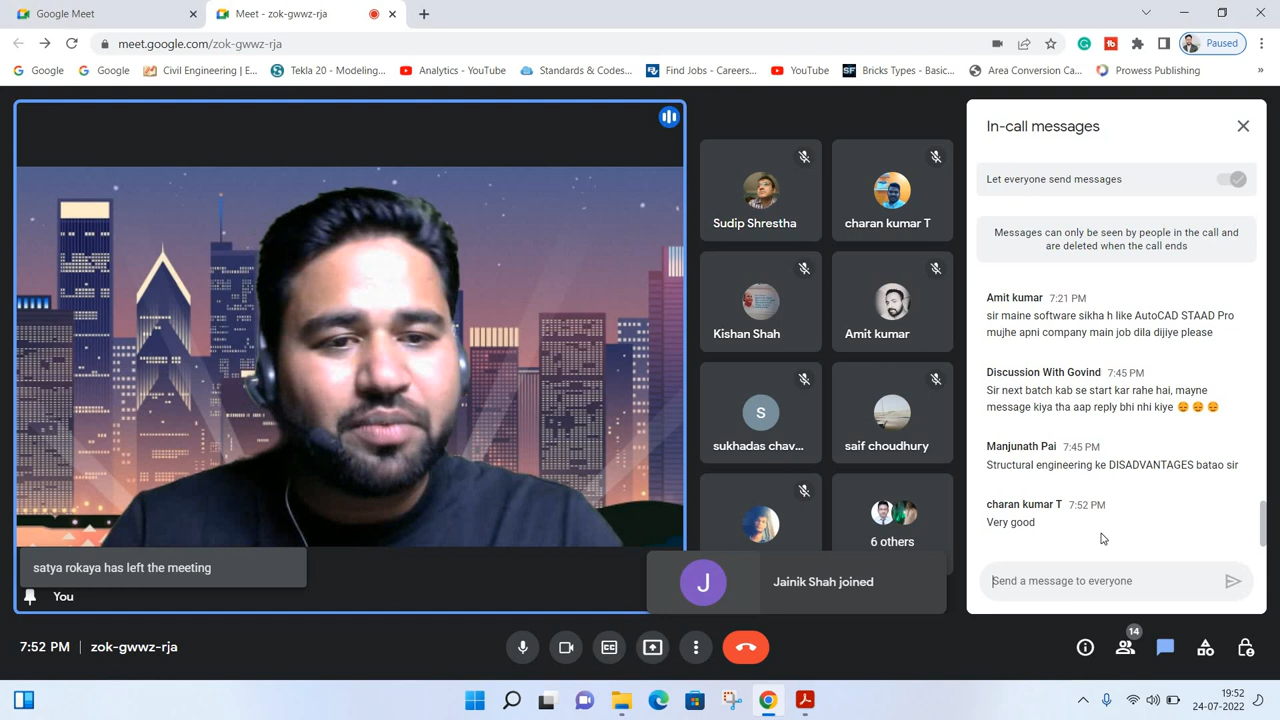 Google Meet
Meet - zok-gwwz-rja
meet.google.com/zok-gwwz-rja
Paused
Google
Google
Civil Engineering | E...
Tekla 20 - Modeling...
Analytics - YouTube
Standards & Codes...
Find Jobs - Careers...
YouTube
SF
Bricks Types - Basic...
Area Conversion Ca...
Prowess Publishing
»
In-call messages
Let everyone send messages
Messages can only be seen by people in the call and
are deleted when the call ends
Sudip Shrestha
charan kumar T
Kishan Shah
Amit kumar
S
sukhadas chav...
saif choudhury
6 others
Amit kumar 7:21 PM
sir maine software sikha h like AutoCAD STAAD Pro
mujhe apni company main job dila dijiye please
Discussion With Govind 7:45 PM
Sir next batch kab se start kar rahe hai, mayne
message kiya tha aap reply bhi nhi kiye 😔 😔 😔
Manjunath Pai 7:45 PM
Structural engineering ke DISADVANTAGES batao sir
charan kumar T 7:52 PM
Very good
satya rokaya has left the meeting
J
Jainik Shah joined
Send a message to everyone
You
7:52 PM | zok-gwwz-rja
CC
14
19:52
24-07-2022